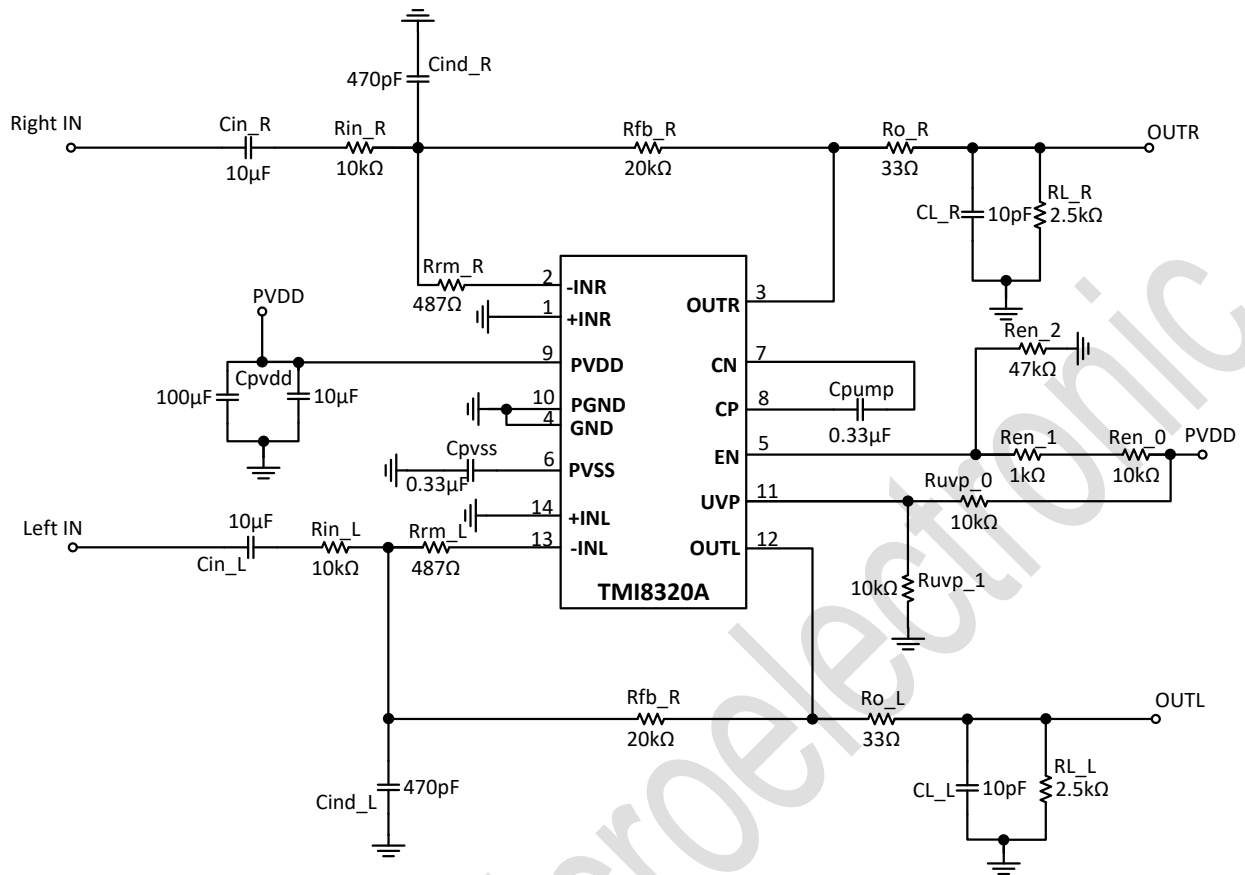 Cind_R
470pF
Right IN
Cin_R
10µF
Rin_R
10kΩ
Rfb_R
20kΩ
Ro_R
33Ω
OUTR
CL_R
10pF
RL_R
2.5kΩ
Rrm_R
487Ω
2
-INR
1
+INR
OUTR
3
PVDD
Cpvdd
100µF
10µF
9
PVDD
10
PGND
4
GND
CN
7
CP
8
Cpump
0.33µF
Ren_2
47kΩ
Cpvss
0.33µF
6
PVSS
EN
5
Ren_1
1kΩ
Ren_0
10kΩ
PVDD
UVP
11
Ruvp_0
10kΩ
14
+INL
Left IN
10µF
Cin_L
Rin_L
10kΩ
Rrm_L
487Ω
13
-INL
OUTL
12
10kΩ
Ruvp_1
TMI8320A
Rfb_R
20kΩ
Ro_L
33Ω
OUTL
Cind_L
470pF
CL_L
10pF
RL_L
2.5kΩ
roelectronic